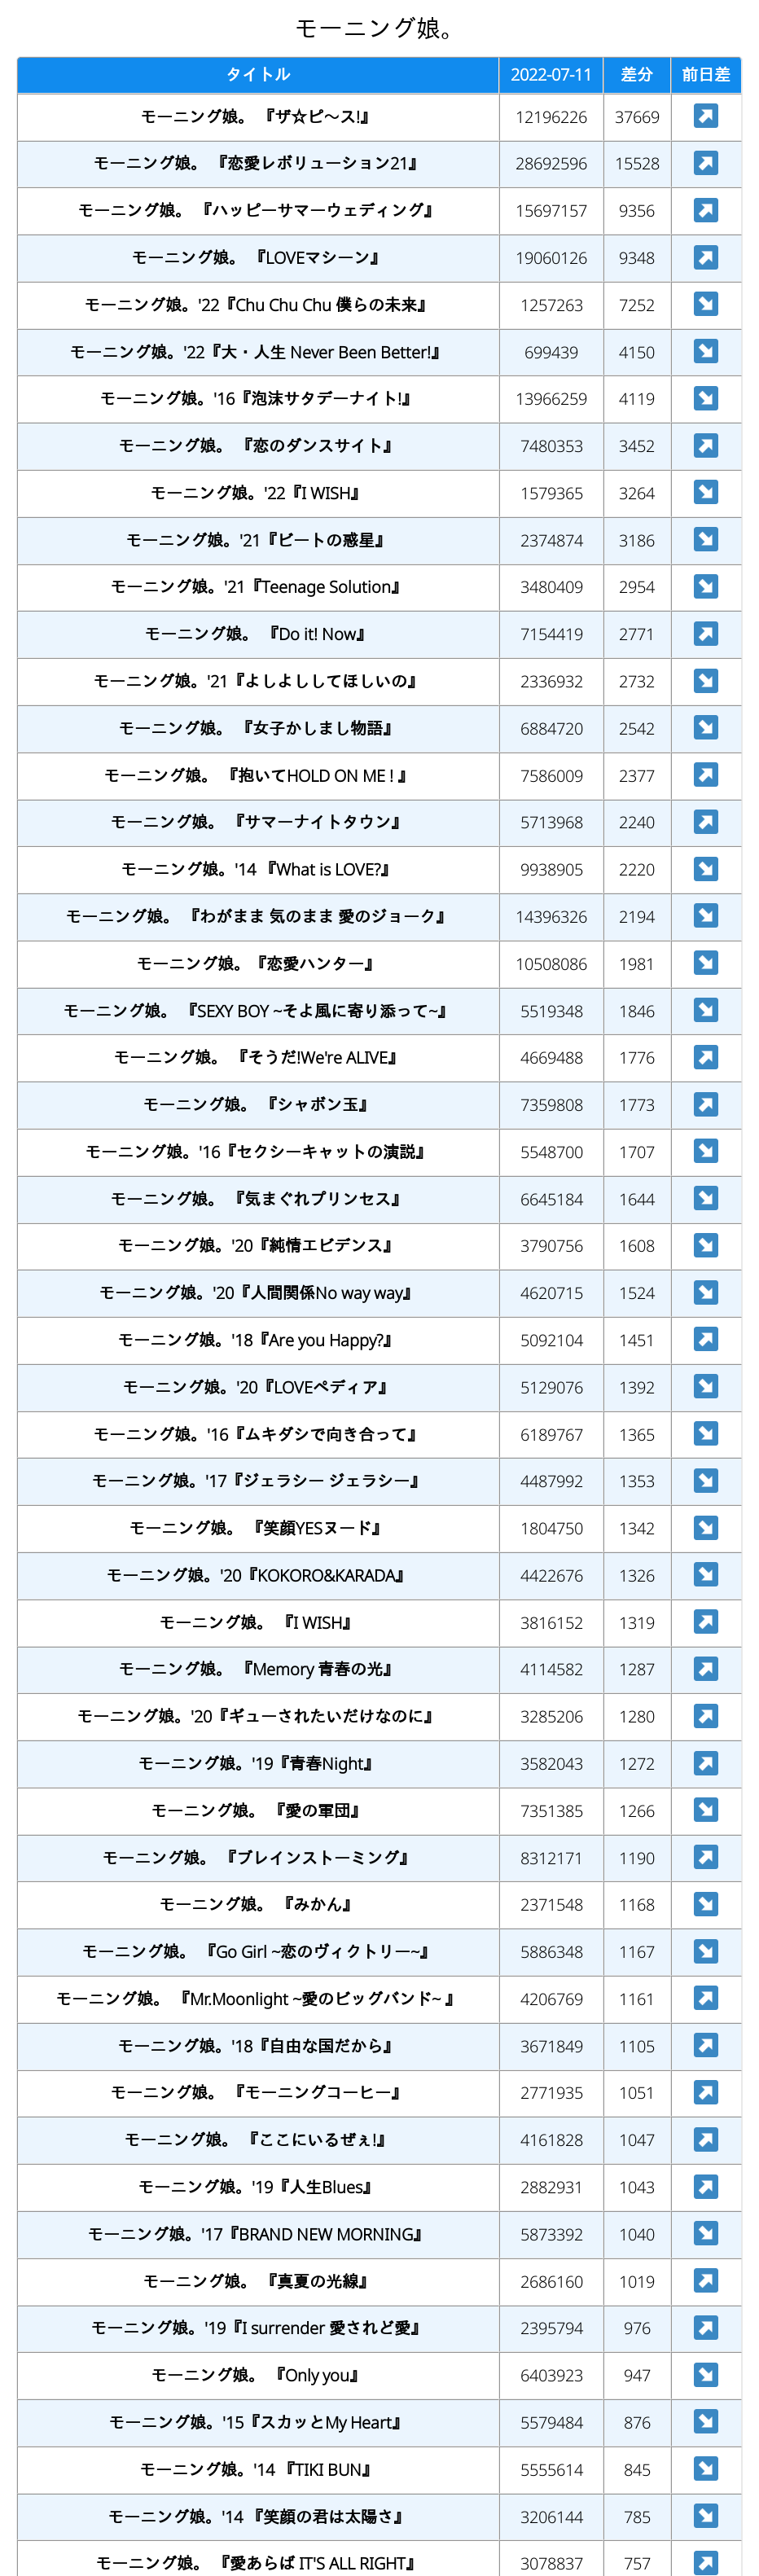 モーニング娘。
タイトル 2022-07-11 差分 前日差
モーニング娘。 『ザ☆ピ〜ス!』 12196226 37669
モーニング娘。 『恋愛レボリューション21』 28692596 15528
モーニング娘。 『ハッピーサマーウェディング』 15697157 9356
モーニング娘。 『LOVEマシーン』 19060126 9348
モーニング娘。'22『Chu Chu Chu 僕らの未来』 1257263 7252
モーニング娘。'22『大・人生 Never Been Better!』 699439 4150
モーニング娘。'16『泡沫サタデーナイト!』 13966259 4119
モーニング娘。 『恋のダンスサイト』 7480353 3452
モーニング娘。'22『I WISH』 1579365 3264
モーニング娘。'21『ビートの惑星』 2374874 3186
モーニング娘。'21『Teenage Solution』 3480409 2954
モーニング娘。 『Do it! Now』 7154419 2771
モーニング娘。'21『よしよししてほしいの』 2336932 2732
モーニング娘。 『女子かしまし物語』 6884720 2542
モーニング娘。 『抱いてHOLD ON ME ! 』 7586009 2377
モーニング娘。 『サマーナイトタウン』 5713968 2240
モーニング娘。'14 『What is LOVE?』 9938905 2220
モーニング娘。 『わがまま 気のまま 愛のジョーク』 14396326 2194
モーニング娘。『恋愛ハンター』 10508086 1981
モーニング娘。 『SEXY BOY ~そよ風に寄り添って~』 5519348 1846
モーニング娘。 『そうだ!We're ALIVE』 4669488 1776
モーニング娘。 『シャボン玉』 7359808 1773
モーニング娘。'16『セクシーキャットの演説』 5548700 1707
モーニング娘。 『気まぐれプリンセス』 6645184 1644
モーニング娘。'20『純情エビデンス』 3790756 1608
モーニング娘。'20『人間関係No way way』 4620715 1524
モーニング娘。'18『Are you Happy?』 5092104 1451
モーニング娘。'20『LOVEペディア』 5129076 1392
モーニング娘。'16『ムキダシで向き合って』 6189767 1365
モーニング娘。'17『ジェラシー ジェラシー』 4487992 1353
モーニング娘。 『笑顔YESヌード』 1804750 1342
モーニング娘。'20『KOKORO&KARADA』 4422676 1326
モーニング娘。 『I WISH』 3816152 1319
モーニング娘。 『Memory 青春の光』 4114582 1287
モーニング娘。'20『ギューされたいだけなのに』 3285206 1280
モーニング娘。'19『青春Night』 3582043 1272
モーニング娘。 『愛の軍団』 7351385 1266
モーニング娘。 『ブレインストーミング』 8312171 1190
モーニング娘。 『みかん』 2371548 1168
モーニング娘。 『Go Girl ~恋のヴィクトリー~』 5886348 1167
モーニング娘。 『Mr.Moonlight ~愛のビッグバンド~ 』 4206769 1161
モーニング娘。'18『自由な国だから』 3671849 1105
モーニング娘。 『モーニングコーヒー』 2771935 1051
モーニング娘。 『ここにいるぜぇ!』 4161828 1047
モーニング娘。'19『人生Blues』 2882931 1043
モーニング娘。'17『BRAND NEW MORNING』 5873392 1040
モーニング娘。 『真夏の光線』 2686160 1019
モーニング娘。'19『I surrender 愛されど愛』 2395794 976
モーニング娘。 『Only you』 6403923 947
モーニング娘。'15『スカッとMy Heart』 5579484 876
モーニング娘。'14 『TIKI BUN』 5555614 845
モーニング娘。'14 『笑顔の君は太陽さ』 3206144 785
モーニング娘。 『愛あらば IT'S ALL RIGHT』 3078837 757